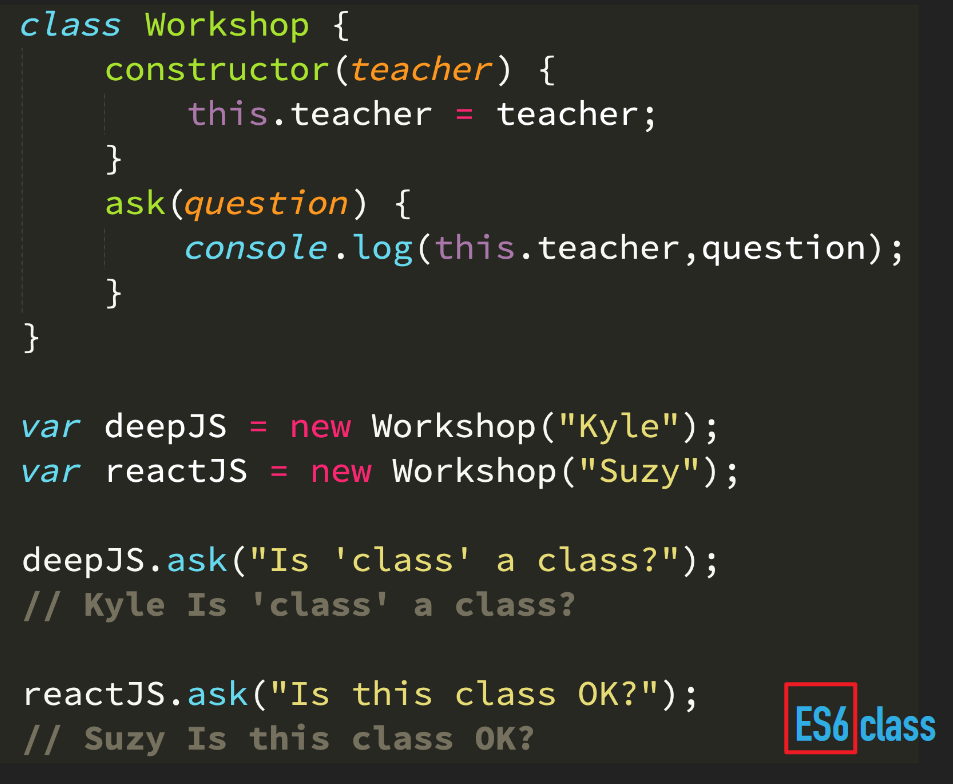 class Workshop {
    constructor(teacher) {
        this.teacher = teacher;
    }
    ask(question) {
        console.log(this.teacher,question);
    }
}

var deepJS = new Workshop("Kyle");
var reactJS = new Workshop("Suzy");

deepJS.ask("Is 'class' a class?");
// Kyle Is 'class' a class?

reactJS.ask("Is this class OK?");
// Suzy Is this class OK?
ES6 class